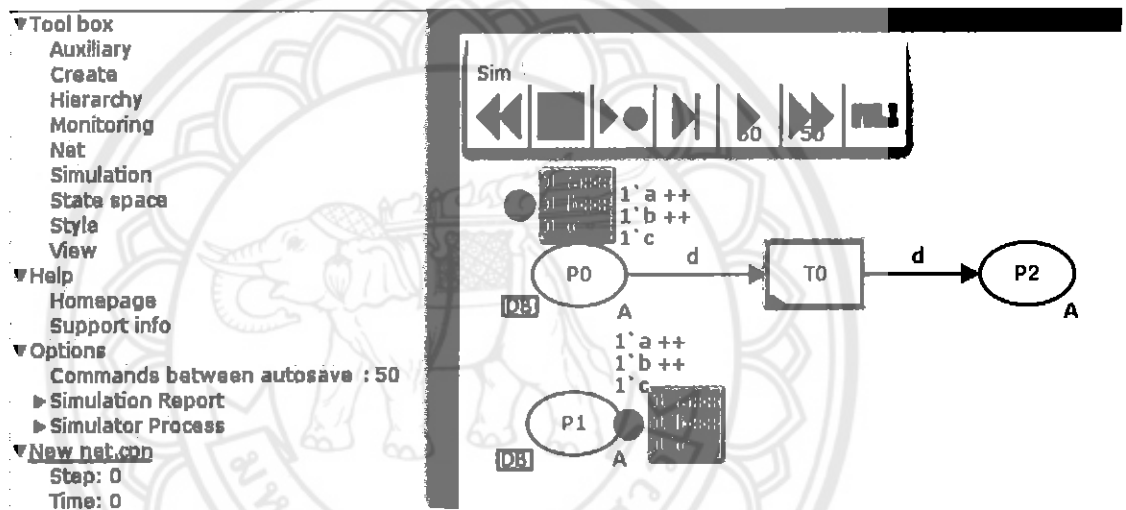 Tool box
Auxiliary
Create
Hierarchy
Monitoring
Net
Simulation
State space
Style
View
Help
Homepage
Support info
Options
Commands between autosave : 50
Simulation Report
Simulator Process
New net.cpn
Step: 0
Time: 0
Sim
50
ML!
1`a ++
1`b ++
1`c
P0
DB
A
d
T0
d
P2
A
1`a ++
1`b ++
1`c
P1
DB
A